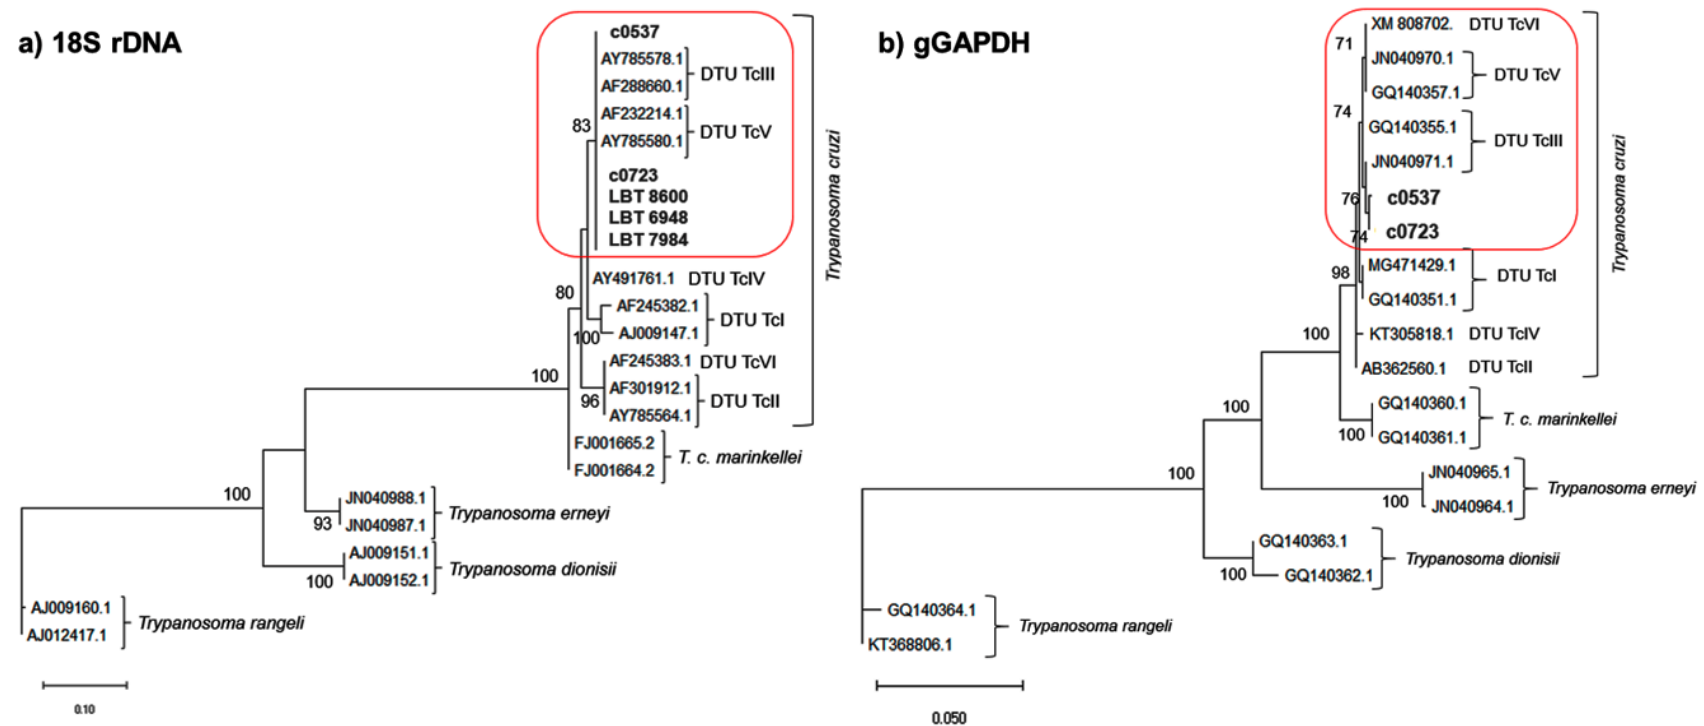 a) 18S rDNA
c0537
AY785578.1
AF288660.1
DTU TcIII
AF232214.1
AY785580.1
DTU TcV
83
c0723
LBT 8600
LBT 6948
LBT 7984
Trypanosoma cruzi
AY491761.1 DTU TcIV
80
AF245382.1
AJ009147.1
DTU TcI
100
AF245383.1 DTU TcVI
AF301912.1
AY785564.1
DTU TcII
96
100
FJ001665.2
FJ001664.2
T. c. marinkellei
100
JN040988.1
JN040987.1
93
Trypanosoma erneyi
AJ009151.1
AJ009152.1
100
Trypanosoma dionisii
AJ009160.1
AJ012417.1
Trypanosoma rangeli
0.10
b) gGAPDH
XM 808702. DTU TcVI
71
JN040970.1
GQ140357.1
DTU TcV
74
GQ140355.1
JN040971.1
DTU TcIII
76
c0537
c0723
74
Trypanosoma cruzi
98
MG471429.1
GQ140351.1
DTU TcI
100
KT305818.1 DTU TcIV
AB362560.1 DTU TcII
100
GQ140360.1
GQ140361.1
100
T. c. marinkellei
100
JN040965.1
JN040964.1
100
Trypanosoma erneyi
GQ140363.1
GQ140362.1
100
Trypanosoma dionisii
GQ140364.1
KT368806.1
Trypanosoma rangeli
0.050